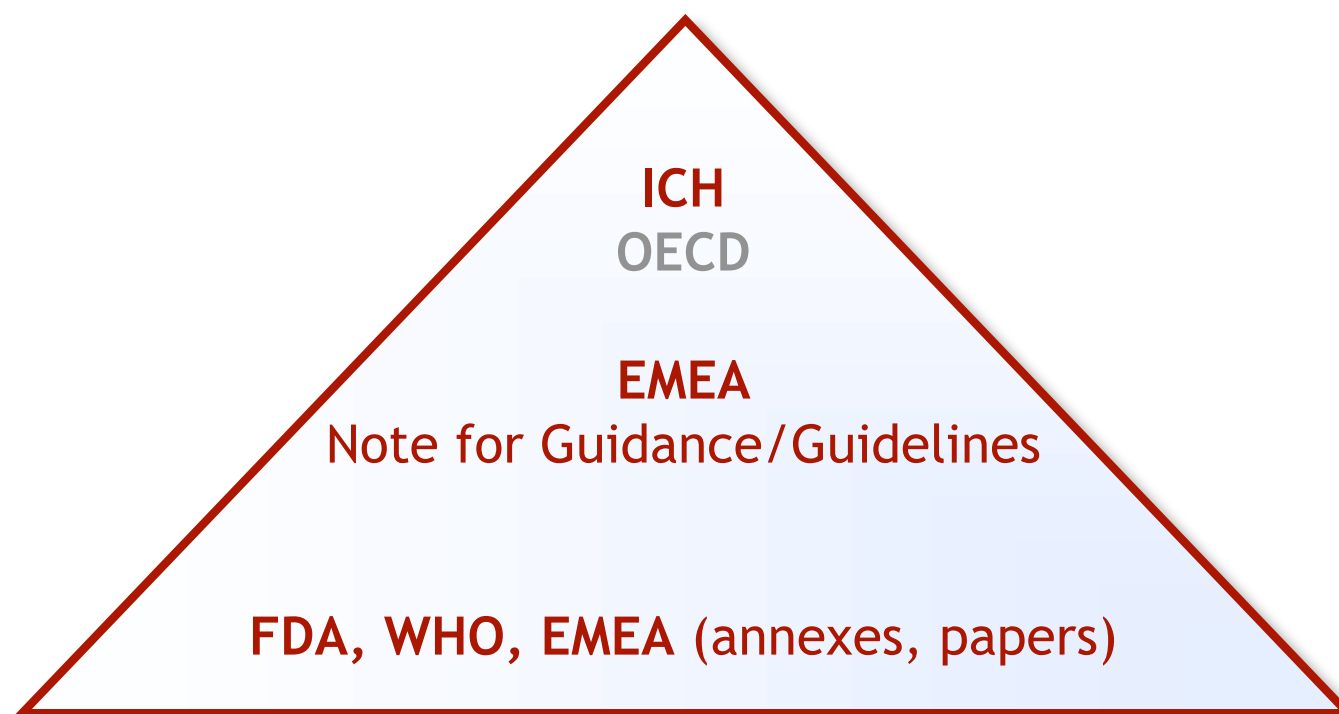 ICH
OECD
EMEA
Note for Guidance/Guidelines
FDA, WHO, EMEA (annexes, papers)